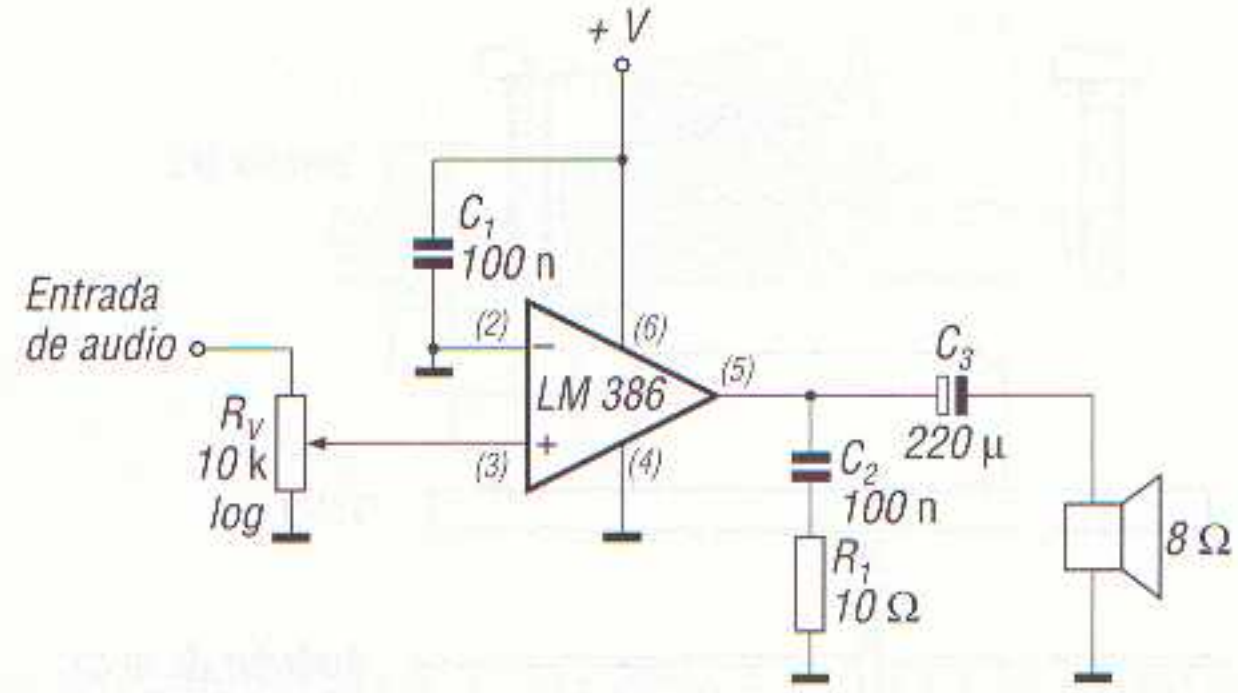 + V
C1
100 n
Entrada
de audio
(2)
(6)
–
LM 386
(5)
C3
220 µ
RV
10 k
log
+
(3)
(4)
C2
100 n
R1
10 Ω
8 Ω